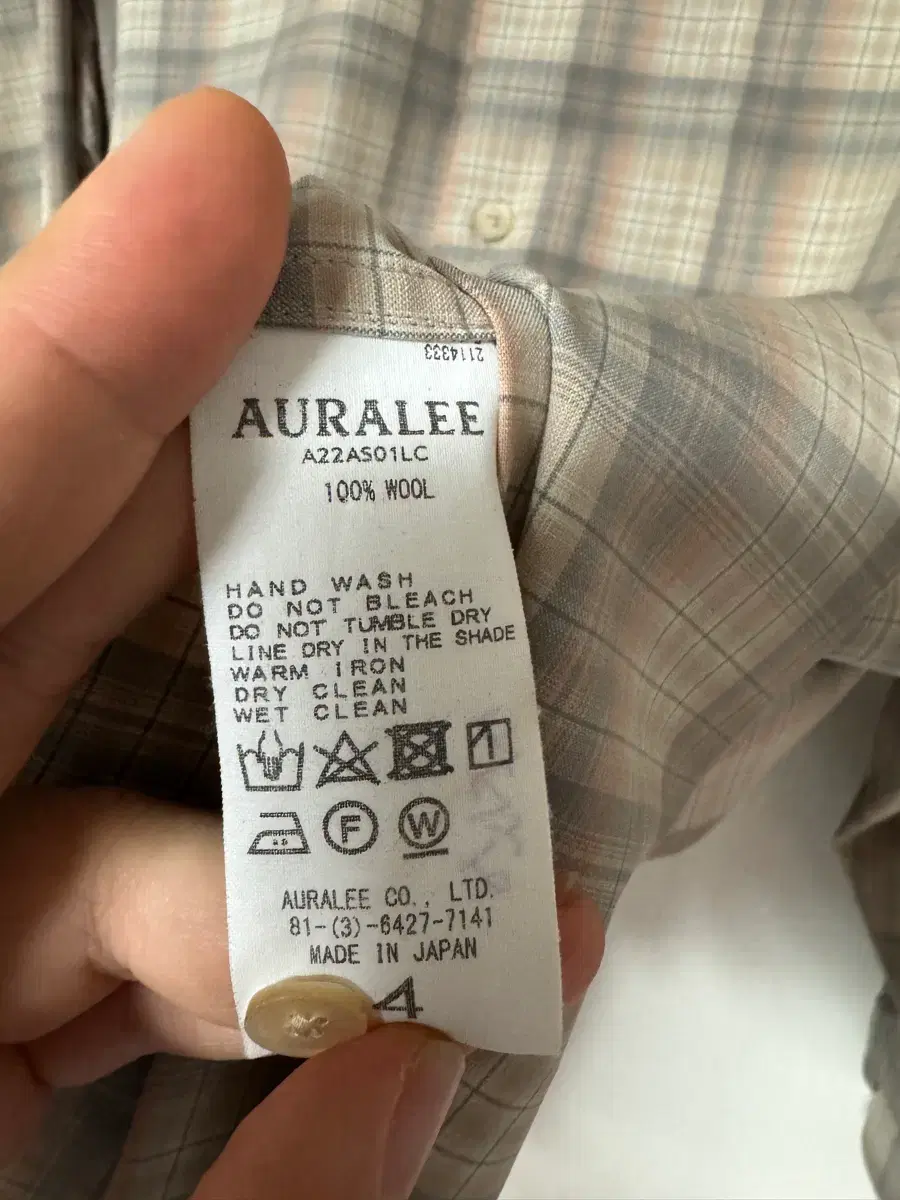 2114333
AURALEE
A22AS01LC
100% WOOL
HAND WASH
DO NOT BLEACH
DO NOT TUMBLE DRY
LINE DRY IN THE SHADE
WARM IRON
DRY CLEAN
WET CLEAN
F
W
AURALEE CO., LTD.
81-(3)-6427-7141
MADE IN JAPAN
4